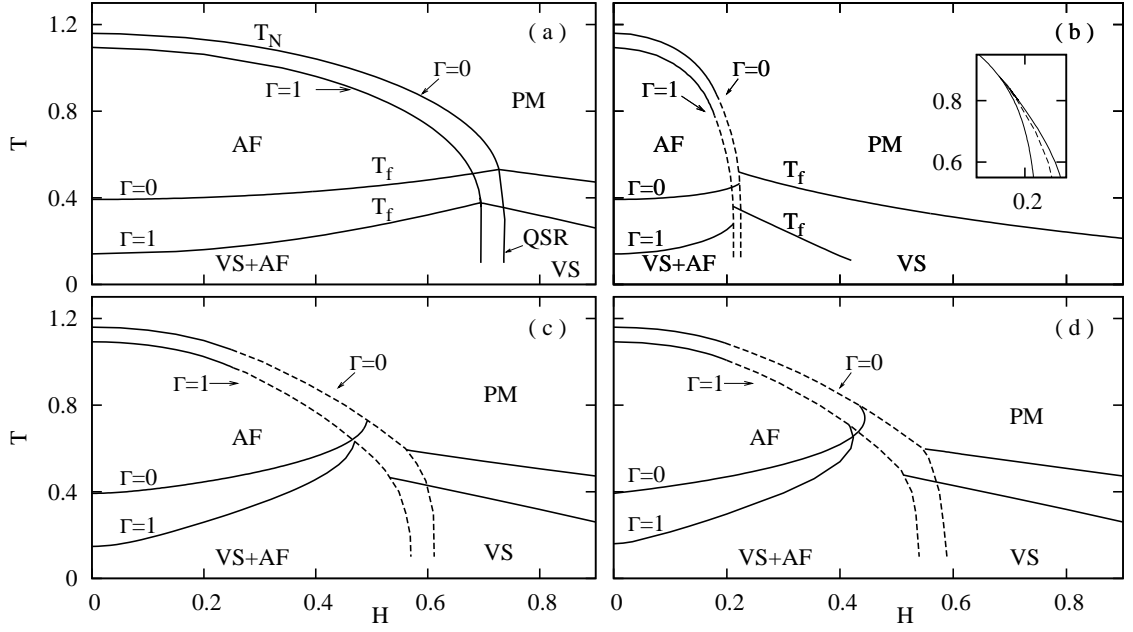 1.2
0.8
0.4
0
T
T_N
( a )
Γ=0
Γ=1
PM
AF
T_f
Γ=0
T_f
Γ=1
VS+AF
QSR
VS
( b )
Γ=0
Γ=1
0.8
0.6
0.2
AF
PM
T_f
Γ=0
T_f
Γ=1
VS+AF
VS
1.2
0.8
0.4
0
T
( c )
Γ=0
Γ=1
PM
AF
Γ=0
Γ=1
VS+AF
VS
0
0.2
0.4
0.6
0.8
H
( d )
Γ=0
Γ=1
PM
AF
Γ=0
Γ=1
VS+AF
VS
0
0.2
0.4
0.6
0.8
H